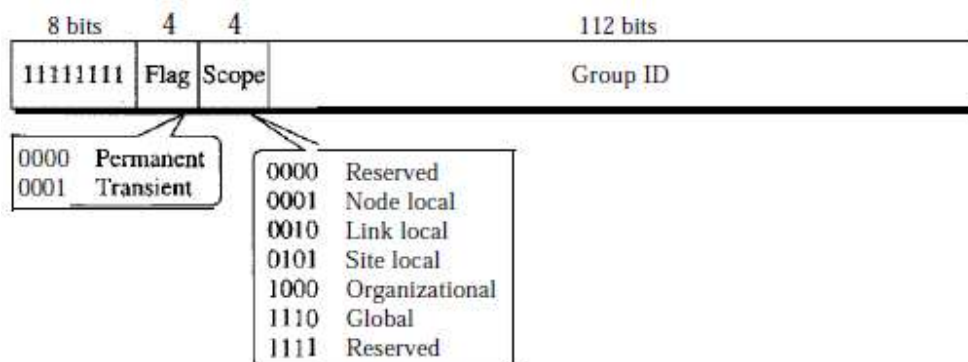 8 bits 4 4 112 bits
11111111 Flag Scope Group ID
0000 Permanent
0001 Transient
0000 Reserved
0001 Node local
0010 Link local
0101 Site local
1000 Organizational
1110 Global
1111 Reserved